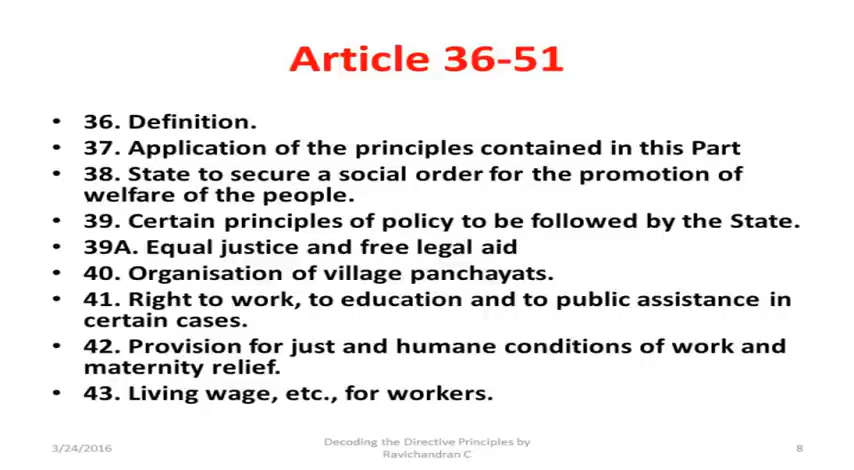 Article 36-51
• 36. Definition.
• 37. Application of the principles contained in this Part
• 38. State to secure a social order for the promotion of
welfare of the people.
• 39. Certain principles of policy to be followed by the State.
• 39A. Equal justice and free legal aid
• 40. Organisation of village panchayats.
• 41. Right to work, to education and to public assistance in
certain cases.
• 42. Provision for just and humane conditions of work and
maternity relief.
• 43. Living wage, etc., for workers.
3/24/2016
Decoding the Directive Principles by
Ravichandran C
8